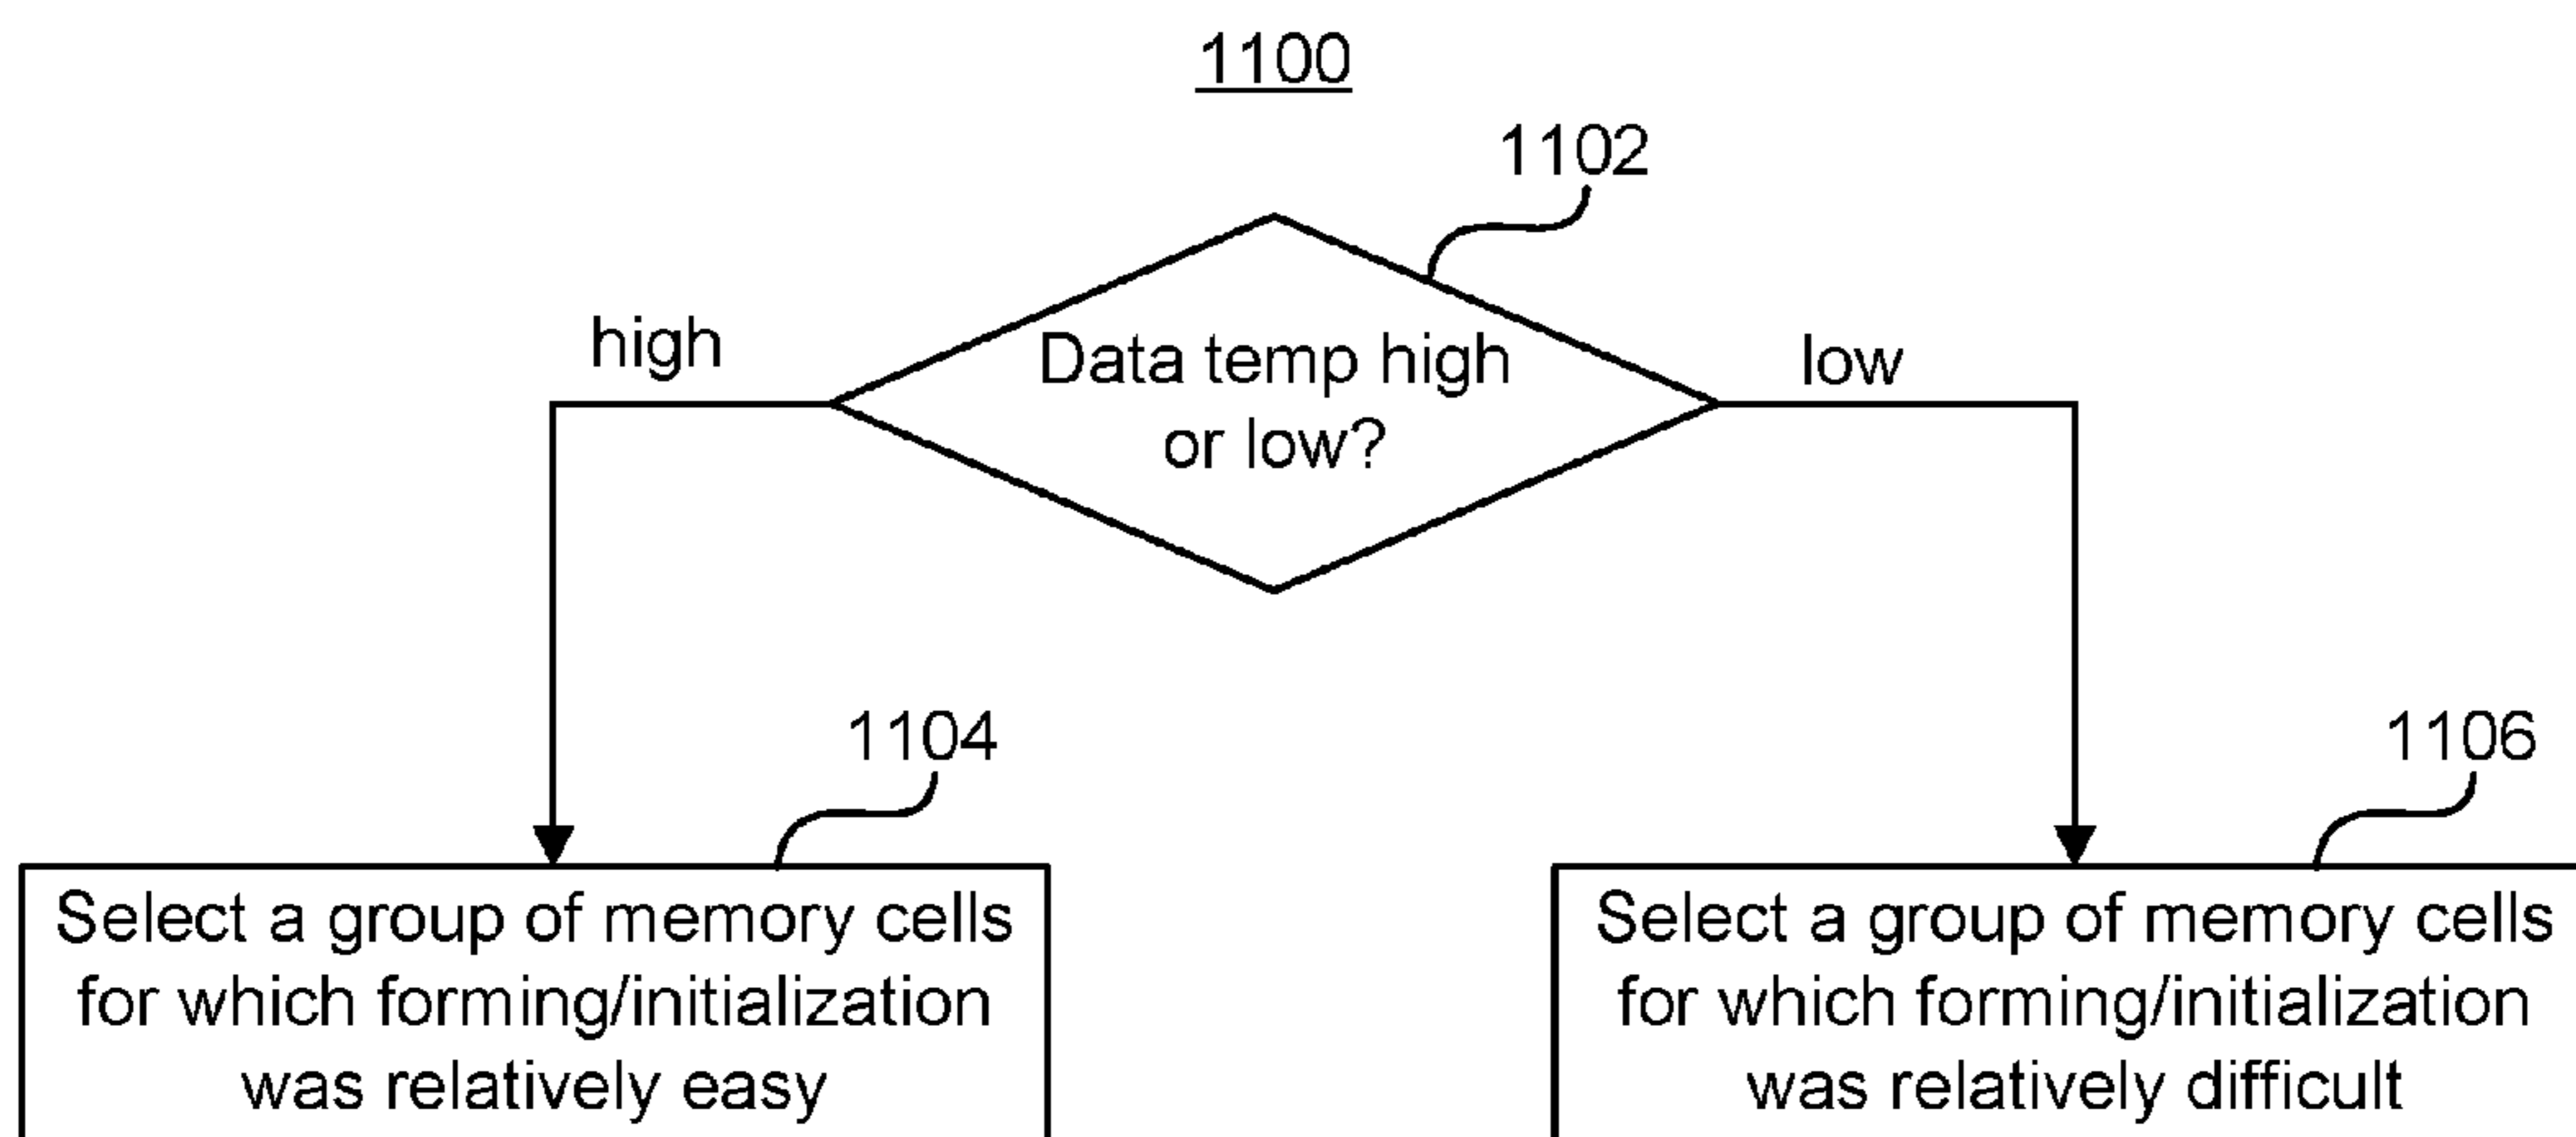 1100
1102
high
Data temp high
or low?
low
1104
1106
Select a group of memory cells
for which forming/initialization
was relatively easy
Select a group of memory cells
for which forming/initialization
was relatively difficult